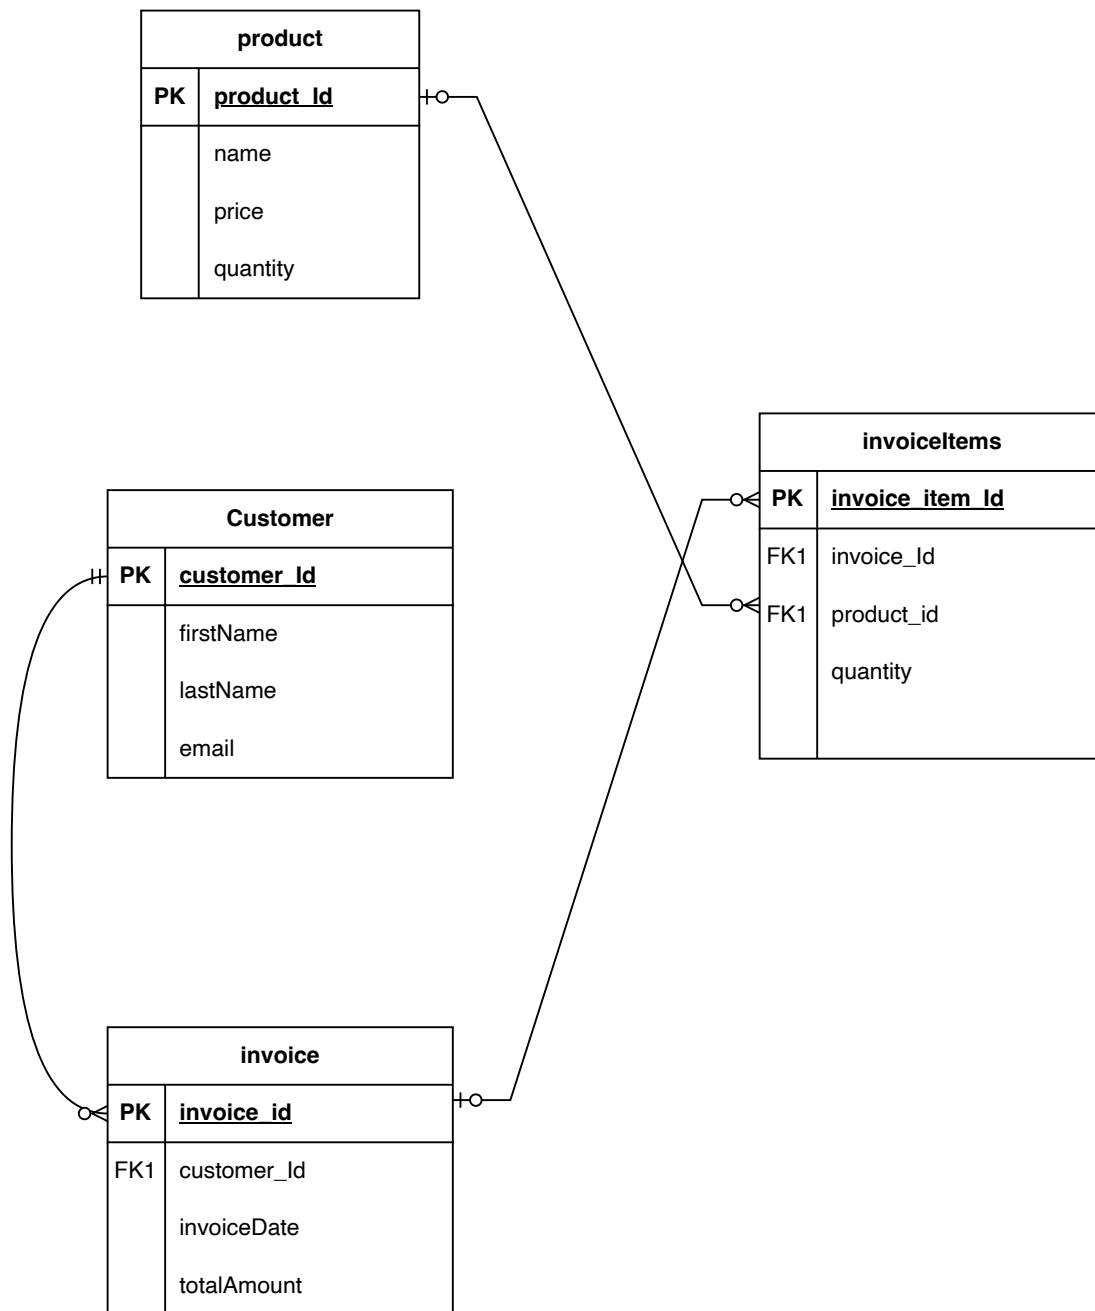 product
PK product_Id
name
price
quantity
invoiceItems
PK invoice_item_Id
FK1 invoice_Id
FK1 product_id
quantity
Customer
PK customer_Id
firstName
lastName
email
invoice
PK invoice_id
FK1 customer_Id
invoiceDate
totalAmount